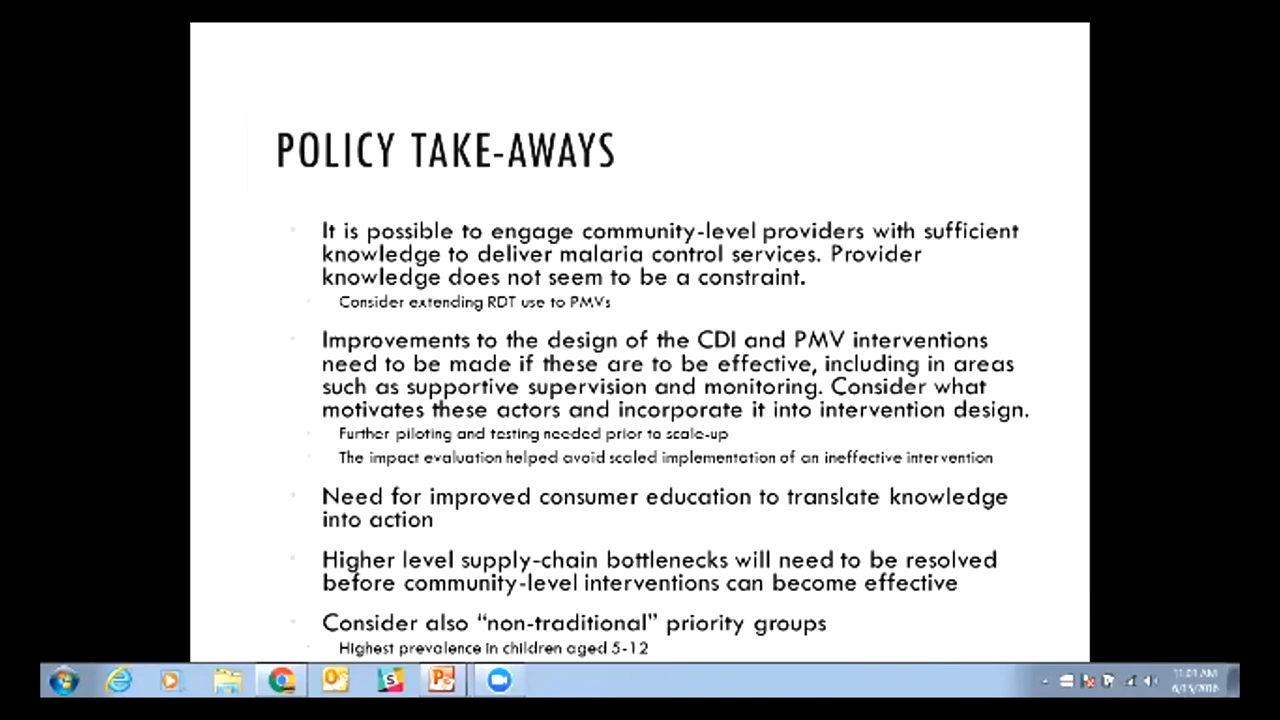 POLICY TAKE-AWAYS
It is possible to engage community-level providers with sufficient
knowledge to deliver malaria control services. Provider
knowledge does not seem to be a constraint.
Consider extending RDT use to PMVs
Improvements to the design of the CDI and PMV interventions
need to be made if these are to be effective, including in areas
such as supportive supervision and monitoring. Consider what
motivates these actors and incorporate it into intervention design.
Further piloting and testing needed prior to scale-up
The impact evaluation helped avoid scaled implementation of an ineffective intervention
Need for improved consumer education to translate knowledge
into action
Higher level supply-chain bottlenecks will need to be resolved
before community-level interventions can become effective
Consider also “non-traditional” priority groups
Highest prevalence in children aged 5-12